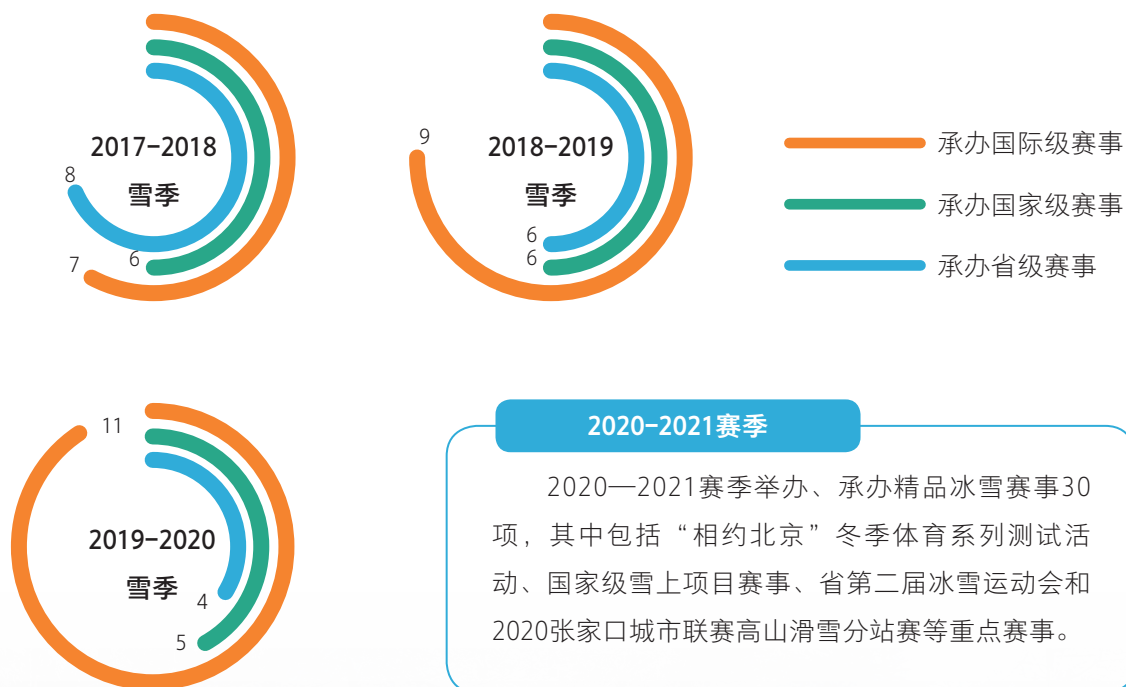 2017-2018
雪季
8
7
6
2018-2019
雪季
9
6
6
承办国际级赛事
承办国家级赛事
承办省级赛事
2019-2020
雪季
11
4
5
2020-2021赛季
2020—2021赛季举办、承办精品冰雪赛事30
项，其中包括“相约北京”冬季体育系列测试活
动、国家级雪上项目赛事、省第二届冰雪运动会和
2020张家口城市联赛高山滑雪分站赛等重点赛事。